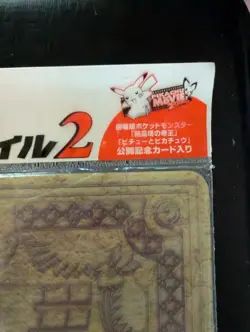 PIKACHU
MOVIE
劇場版ポケットモンスター
「結晶塔の帝王」
「ピチューとピカチュウ」
公開記念カード入り
イル2